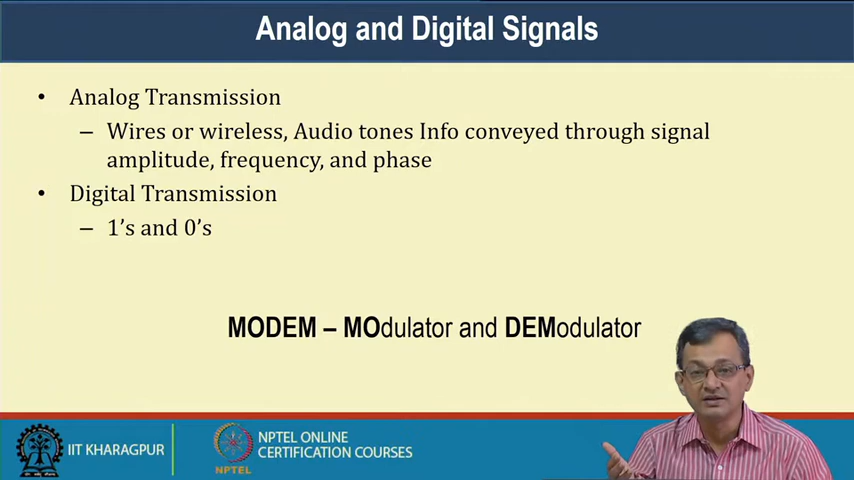 Analog and Digital Signals
• Analog Transmission
– Wires or wireless, Audio tones Info conveyed through signal
amplitude, frequency, and phase
• Digital Transmission
– 1’s and 0’s
MODEM – MOdulator and DEModulator
IIT KHARAGPUR
NPTEL
NPTEL ONLINE
CERTIFICATION COURSES